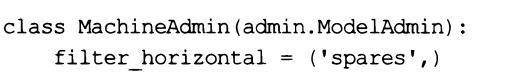 class MachineAdmin(admin.ModelAdmin):
    filter_horizontal = ('spares',)